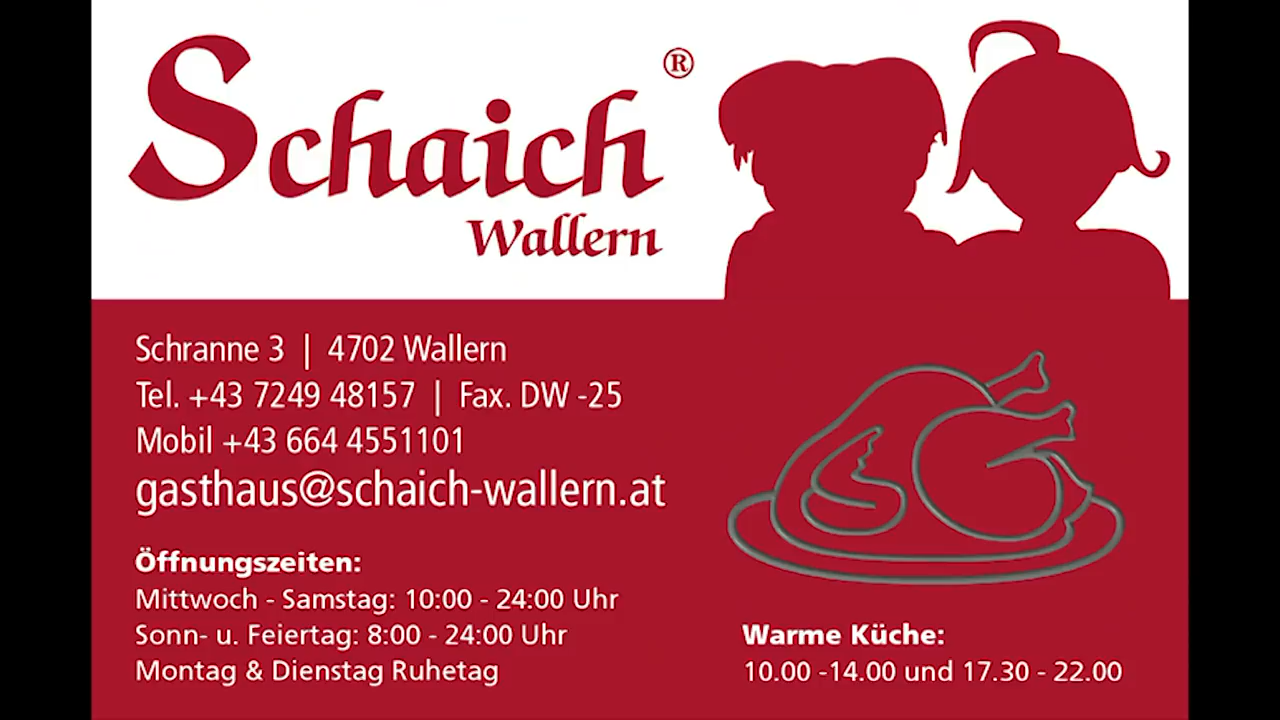 Schaich ®
Wallern
Schranne 3 | 4702 Wallern
Tel. +43 7249 48157 | Fax. DW -25
Mobil +43 664 4551101
gasthaus@schaich-wallern.at
Öffnungszeiten:
Mittwoch - Samstag: 10:00 - 24:00 Uhr
Sonn- u. Feiertag: 8:00 - 24:00 Uhr
Montag & Dienstag Ruhetag
Warme Küche:
10.00 -14.00 und 17.30 - 22.00